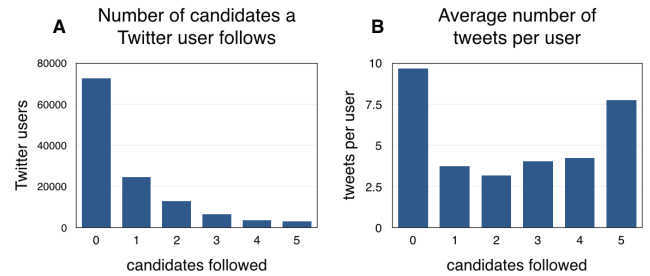 A
Number of candidates a
Twitter user follows
80000
60000
40000
20000
0
Twitter users
0 1 2 3 4 5
candidates followed
B
Average number of
tweets per user
10
7.5
5
2.5
0
tweets per user
0 1 2 3 4 5
candidates followed